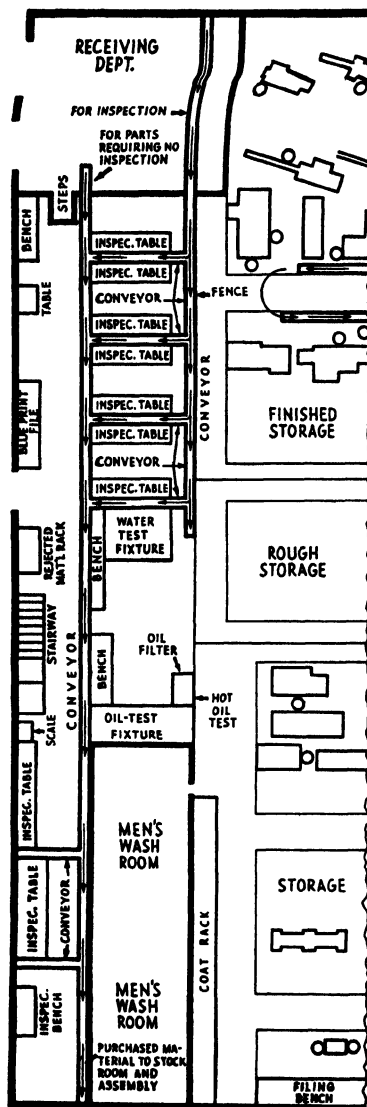 RECEIVING
DEPT.
FOR INSPECTION
FOR PARTS
REQUIRING NO
INSPECTION
STEPS
BENCH
INSPEC. TABLE
INSPEC. TABLE
CONVEYOR
FENCE
TABLE
INSPEC. TABLE
INSPEC. TABLE
CONVEYOR
BLUE PRINT
FILE
INSPEC. TABLE
INSPEC. TABLE
CONVEYOR
INSPEC. TABLE
FINISHED
STORAGE
REJECTED
MAT'L RACK
BENCH
WATER
TEST
FIXTURE
ROUGH
STORAGE
STAIRWAY
CONVEYOR
BENCH
OIL
FILTER
HOT
OIL
TEST
SCALE
OIL-TEST
FIXTURE
INSPEC. TABLE
MEN'S
WASH
ROOM
INSPEC. TABLE
CONVEYOR
COAT RACK
STORAGE
INSPEC.
BENCH
MEN'S
WASH
ROOM
PURCHASED MA-
TERIAL TO STOCK
ROOM AND
ASSEMBLY
FILING
BENCH